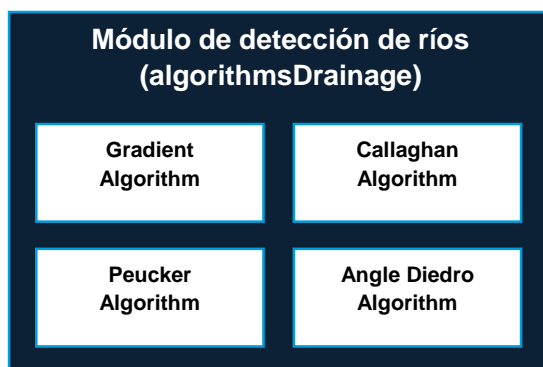 Módulo de detección de ríos
(algorithmsDrainage)
Gradient
Algorithm
Callaghan
Algorithm
Peucker
Algorithm
Angle Diedro
Algorithm